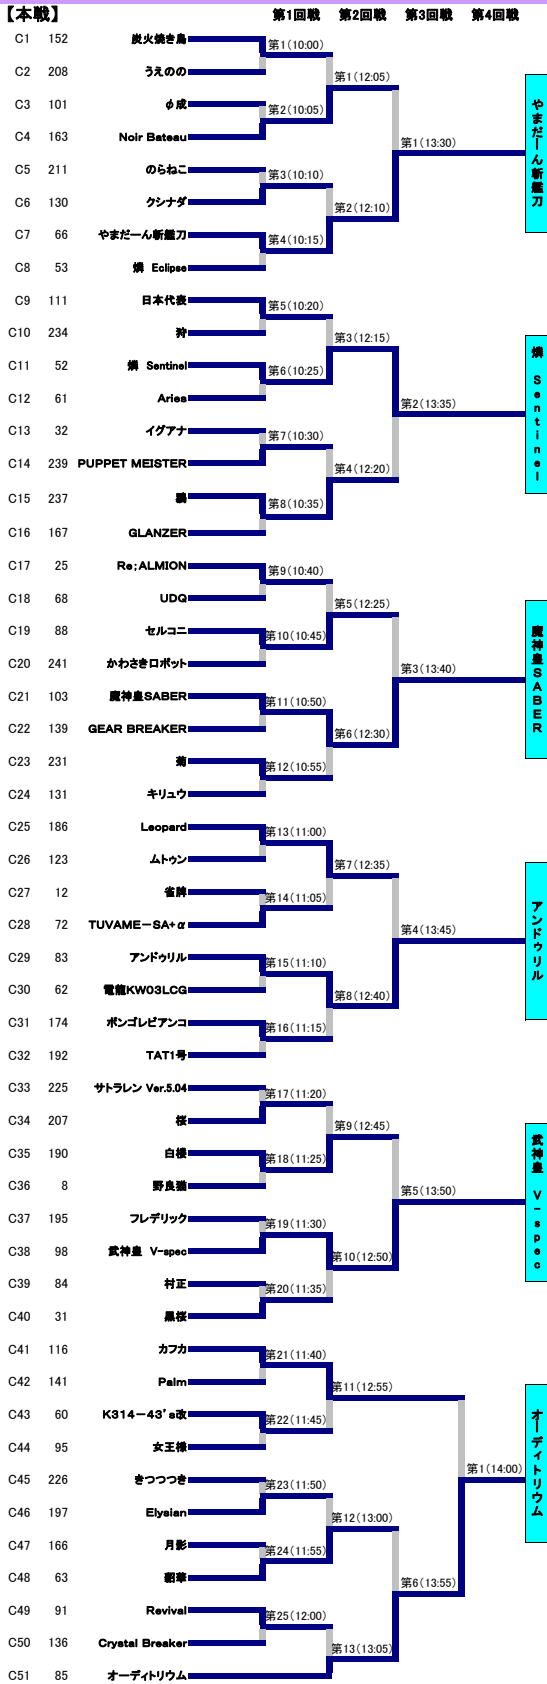 【本戦】 第1回戦 第2回戦 第3回戦 第4回戦
C1 152 炭火焼き鳥
第1(10:00)
C2 208 うえのの
第1(12:05)
C3 101 φ成
第2(10:05)
C4 163 Noir Bateau
第1(13:30)
やまだーん斬艦刀
C5 211 のらねこ
第3(10:10)
C6 130 クシナダ
第2(12:10)
C7 66 やまだーん斬艦刀
第4(10:15)
C8 53 燐 Eclipse
C9 111 日本代表
第5(10:20)
C10 234 狩
第3(12:15)
C11 52 燐 Sentinel
第6(10:25)
C12 61 Aries
第2(13:35)
燐 Sentinel
C13 32 イグアナ
第7(10:30)
C14 239 PUPPET MEISTER
第4(12:20)
C15 237
第8(10:35)
C16 167 GLANZER
C17 25 Re;ALMION
第9(10:40)
C18 68 UDQ
第5(12:25)
C19 88 セルコニ
第10(10:45)
C20 241 かわさきロボット
第3(13:40)
魔神皇SABER
C21 103 魔神皇SABER
第11(10:50)
C22 139 GEAR BREAKER
第6(12:30)
C23 231 菊
第12(10:55)
C24 131 キリュウ
C25 186 Leopard
第13(11:00)
C26 123 ムトゥン
第7(12:35)
C27 12 雀牌
第14(11:05)
C28 72 TUVAME－SA+α
第4(13:45)
アンドゥリル
C29 83 アンドゥリル
第15(11:10)
C30 62 電龍KW03LCG
第8(12:40)
C31 174 ボンゴレビアンコ
第16(11:15)
C32 192 TAT1号
C33 225 サトラレン Ver.5.04
第17(11:20)
C34 207 桜
第9(12:45)
C35 190 白楼
第18(11:25)
C36 8 野良猫
第5(13:50)
武神皇 V-spec
C37 195 フレデリック
第19(11:30)
C38 98 武神皇 V-spec
第10(12:50)
C39 84 村正
第20(11:35)
C40 31 黒桜
C41 116 カフカ
第21(11:40)
C42 141 Palm
第11(12:55)
C43 60 K314－43's改
第22(11:45)
C44 95 女王様
第1(14:00)
オーディトリウム
C45 226 きつつつき
第23(11:50)
C46 197 Elysian
第12(13:00)
C47 166 月影
第24(11:55)
C48 63
第6(13:55)
C49 91 Revival
第25(12:00)
C50 136 Crystal Breaker
第13(13:05)
C51 85 オーディトリウム